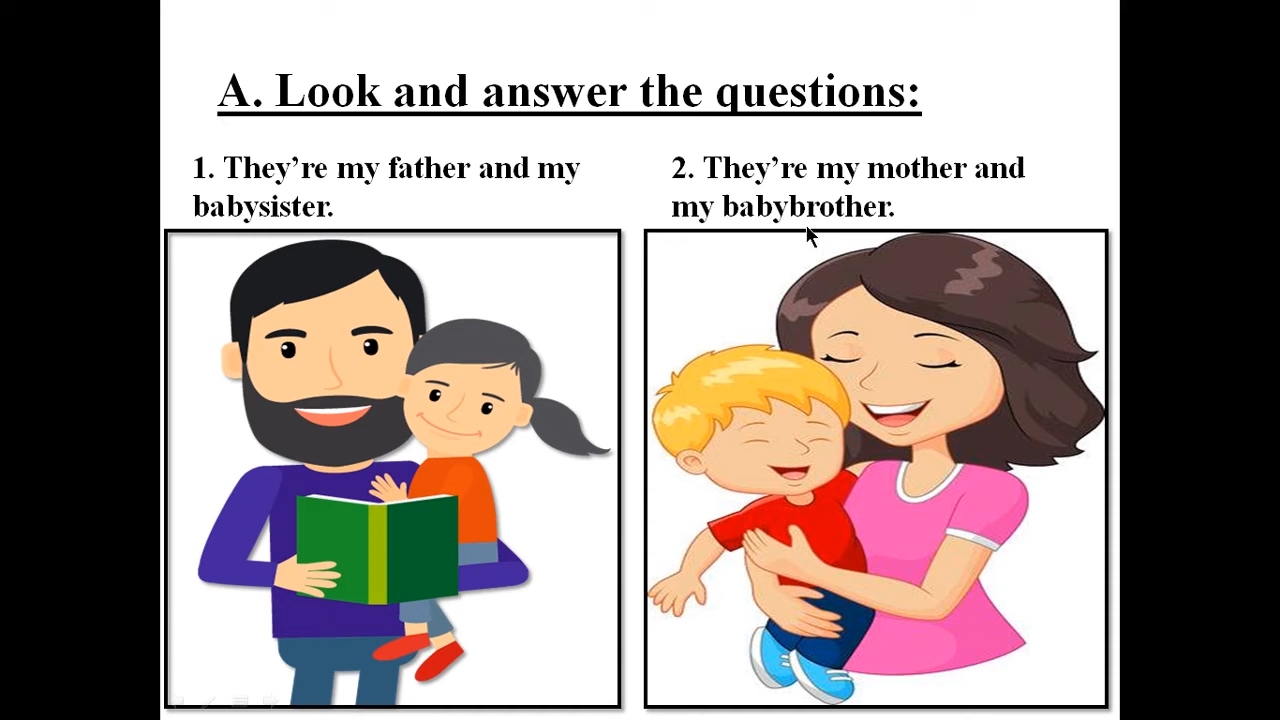 A. Look and answer the questions:
1. They’re my father and my
babysister.
2. They’re my mother and
my babybrother.